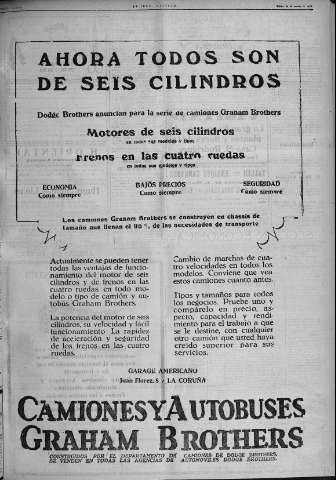 AHORA TODOS SON
DE SEIS CILINDROS
Dodge Brothers anuncian para la serie de camiones Graham Brothers
Motores de seis cilindros
en todos sus modelos y tipos
frenos en las cuatro ruedas
en todos sus modelos y tipos
ECONOMIA BAJOS PRECIOS SEGURIDAD
Como siempre Como siempre Como siempre
Los camiones Graham Brothers se construyen en chassis de
tamaño que llenan el de las necesidades de transporte
Actualmente se pueden tener
todas las ventajas de funcio-
namiento del motor de seis
cilindros y de frenos en las
cuatro ruedas en todo mo-
delo o tipo de camión y au-
tobús Graham Brothers.
La potencia del motor de seis
cilindros, su velocidad y fácil
funcionamiento La rapidez
de aceleración y seguridad
de los frenos en las cuatro
ruedas.
Cambio de marchas de cua-
tro velocidades en todos los
modelos. Conviene que vea
estos camiones cuanto antes.
Tipos y tamaños para todos
los negocios. Pruebe uno y
compárelo en precio, as-
pecto, capacidad y rendi-
miento para el trabajo a que
se le destine, con cualquier
otro camión que usted haya
creído superior para sus
servicios.
GARAGE AMERICANO
Juan Florez, 8 y LA CORUÑA
CAMIONES Y AUTOBUSES
GRAHAM BROTHERS
CONSTRUIDOS POR EL DEPARTAMENTO DE CAMIONES DE DODGE BROTHERS,
SE VENDEN EN TODAS LAS AGENCIAS DE AUTOMOVILES DODGE BROTHERS.